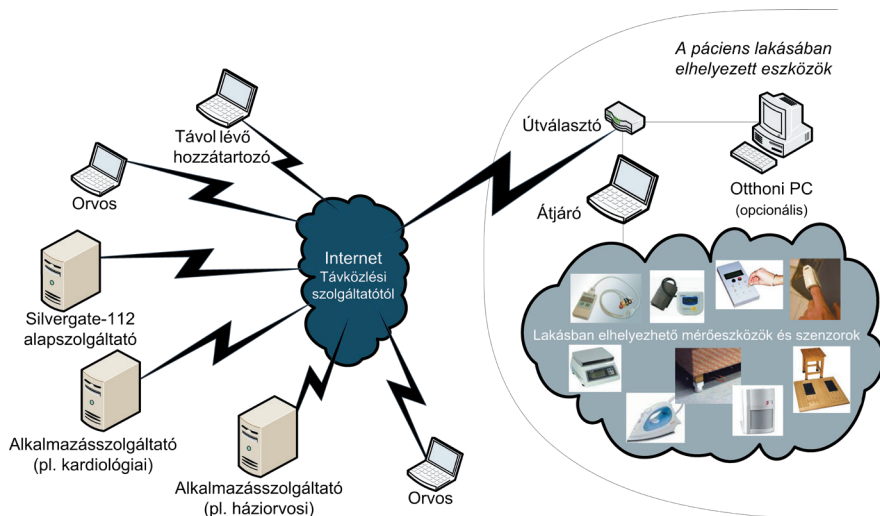 A páciens lakásában
elhelyezett eszközök
Távol lévő
hozzátartozó
Útválasztó
Orvos
Otthoni PC
(opcionális)
Átjáró
Internet
Távközlési
szolgáltatótól
Silvergate-112
alapszolgáltató
Lakásban elhelyezhető mérőeszközök és szenzorok
Alkalmazásszolgáltató
(pl. kardiológiai)
Alkalmazásszolgáltató
(pl. háziorvosi)
Orvos